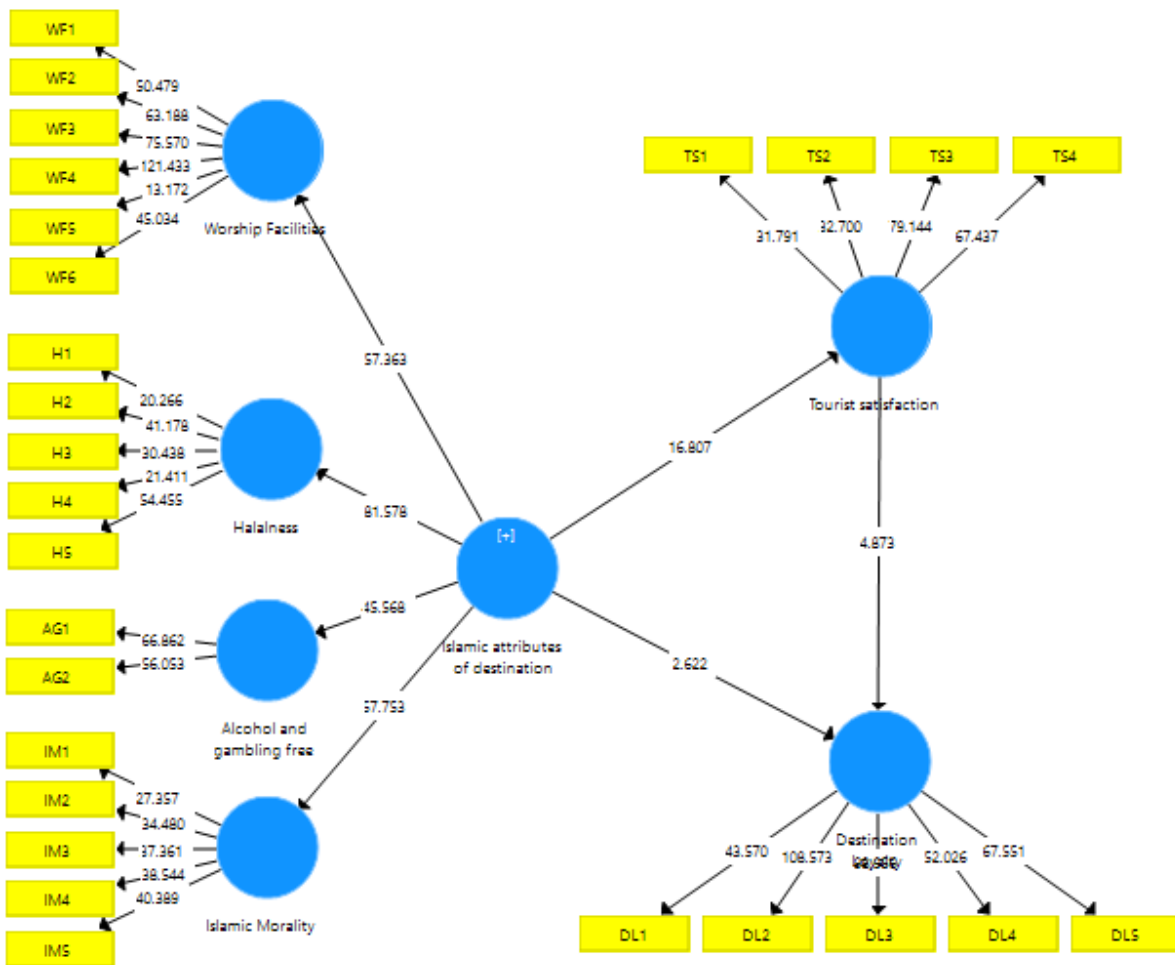 WF1
WF2
WF3
WF4
WF5
WF6
50.479
63.188
75.570
121.433
13.172
45.034
Worship Facilities
H1
H2
H3
H4
H5
20.266
41.178
30.438
21.411
54.455
Halalness
AG1
AG2
66.862
56.053
Alcohol and
gambling free
IM1
IM2
IM3
IM4
IM5
27.357
34.480
37.361
38.544
40.389
Islamic Morality
57.363
81.578
45.568
57.753
[+]
Islamic attributes
of destination
16.807
2.622
TS1
TS2
TS3
TS4
31.791
32.700
79.144
67.437
Tourist satisfaction
4.873
Destination
43.570
108.573
52.026
67.551
DL1
DL2
DL3
DL4
DL5